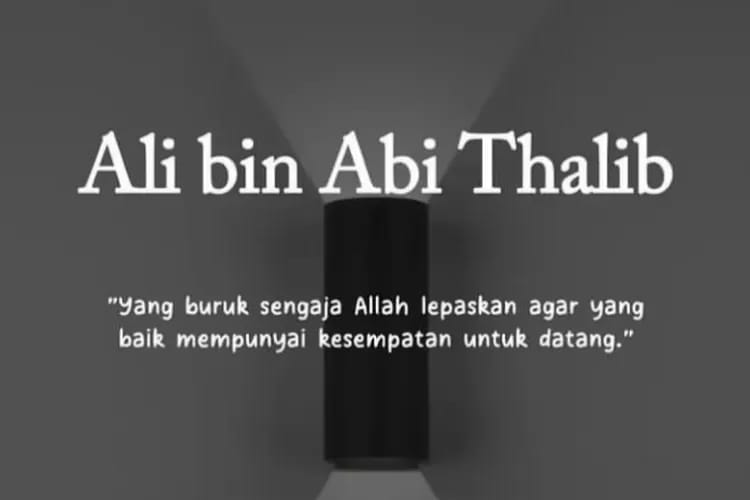 Ali bin Abi Thalib
"Yang buruk sengaja Allah lepaskan agar yang
baik mempunyai kesempatan untuk datang."